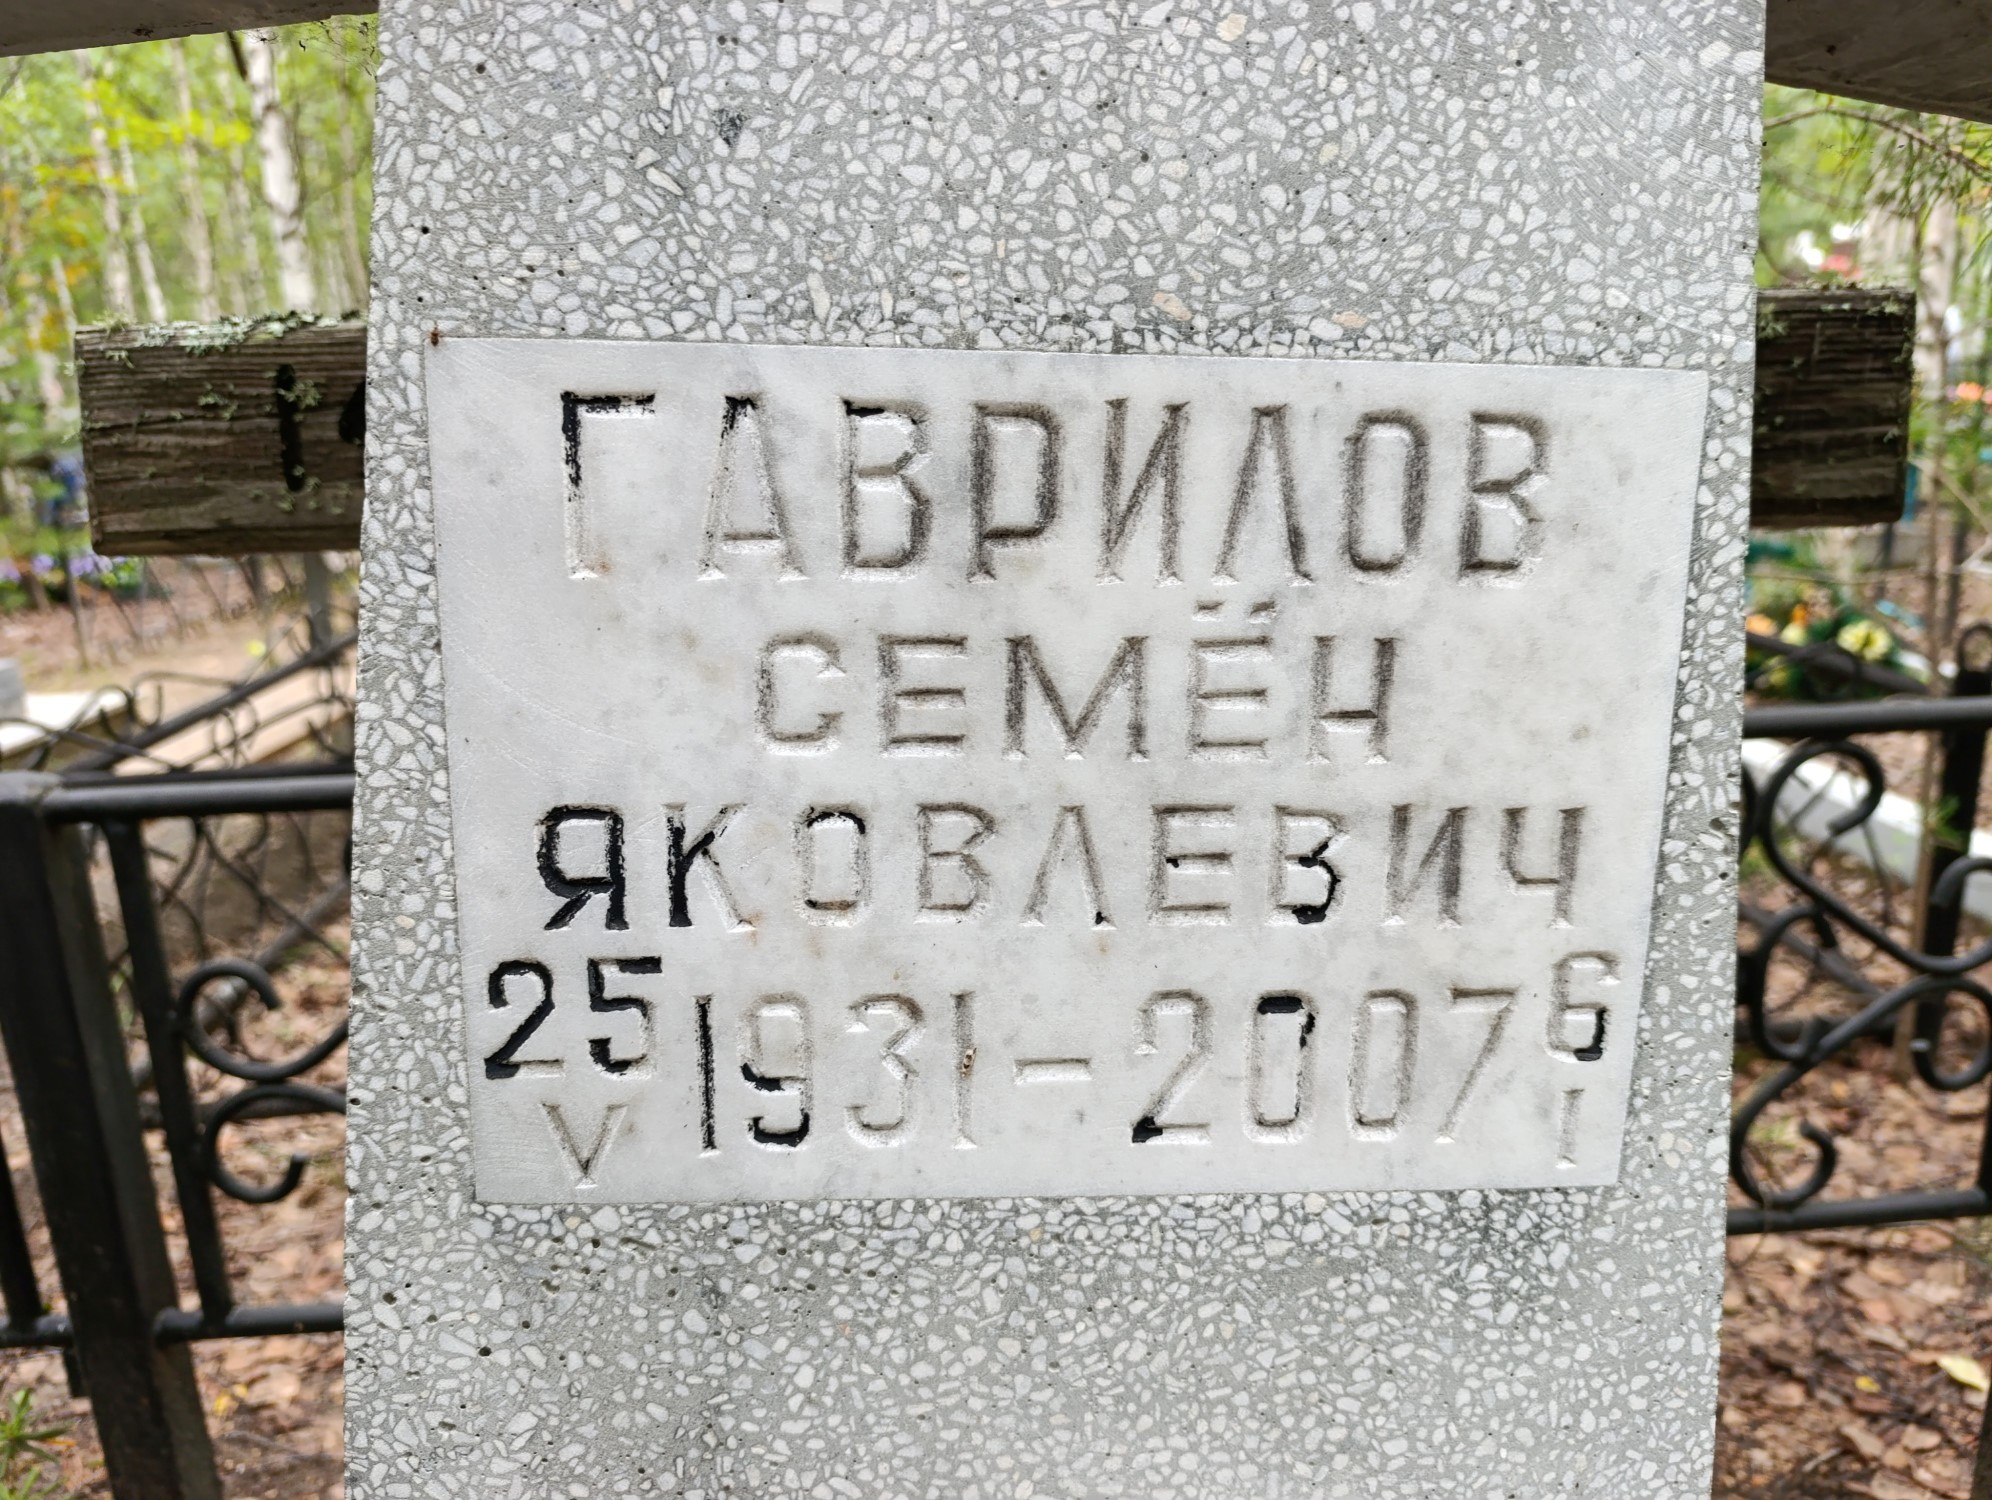 ГАВРИЛОВ
СЕМЁН
ЯКОВЛЕВИЧ
25 1931-2007 6
V I